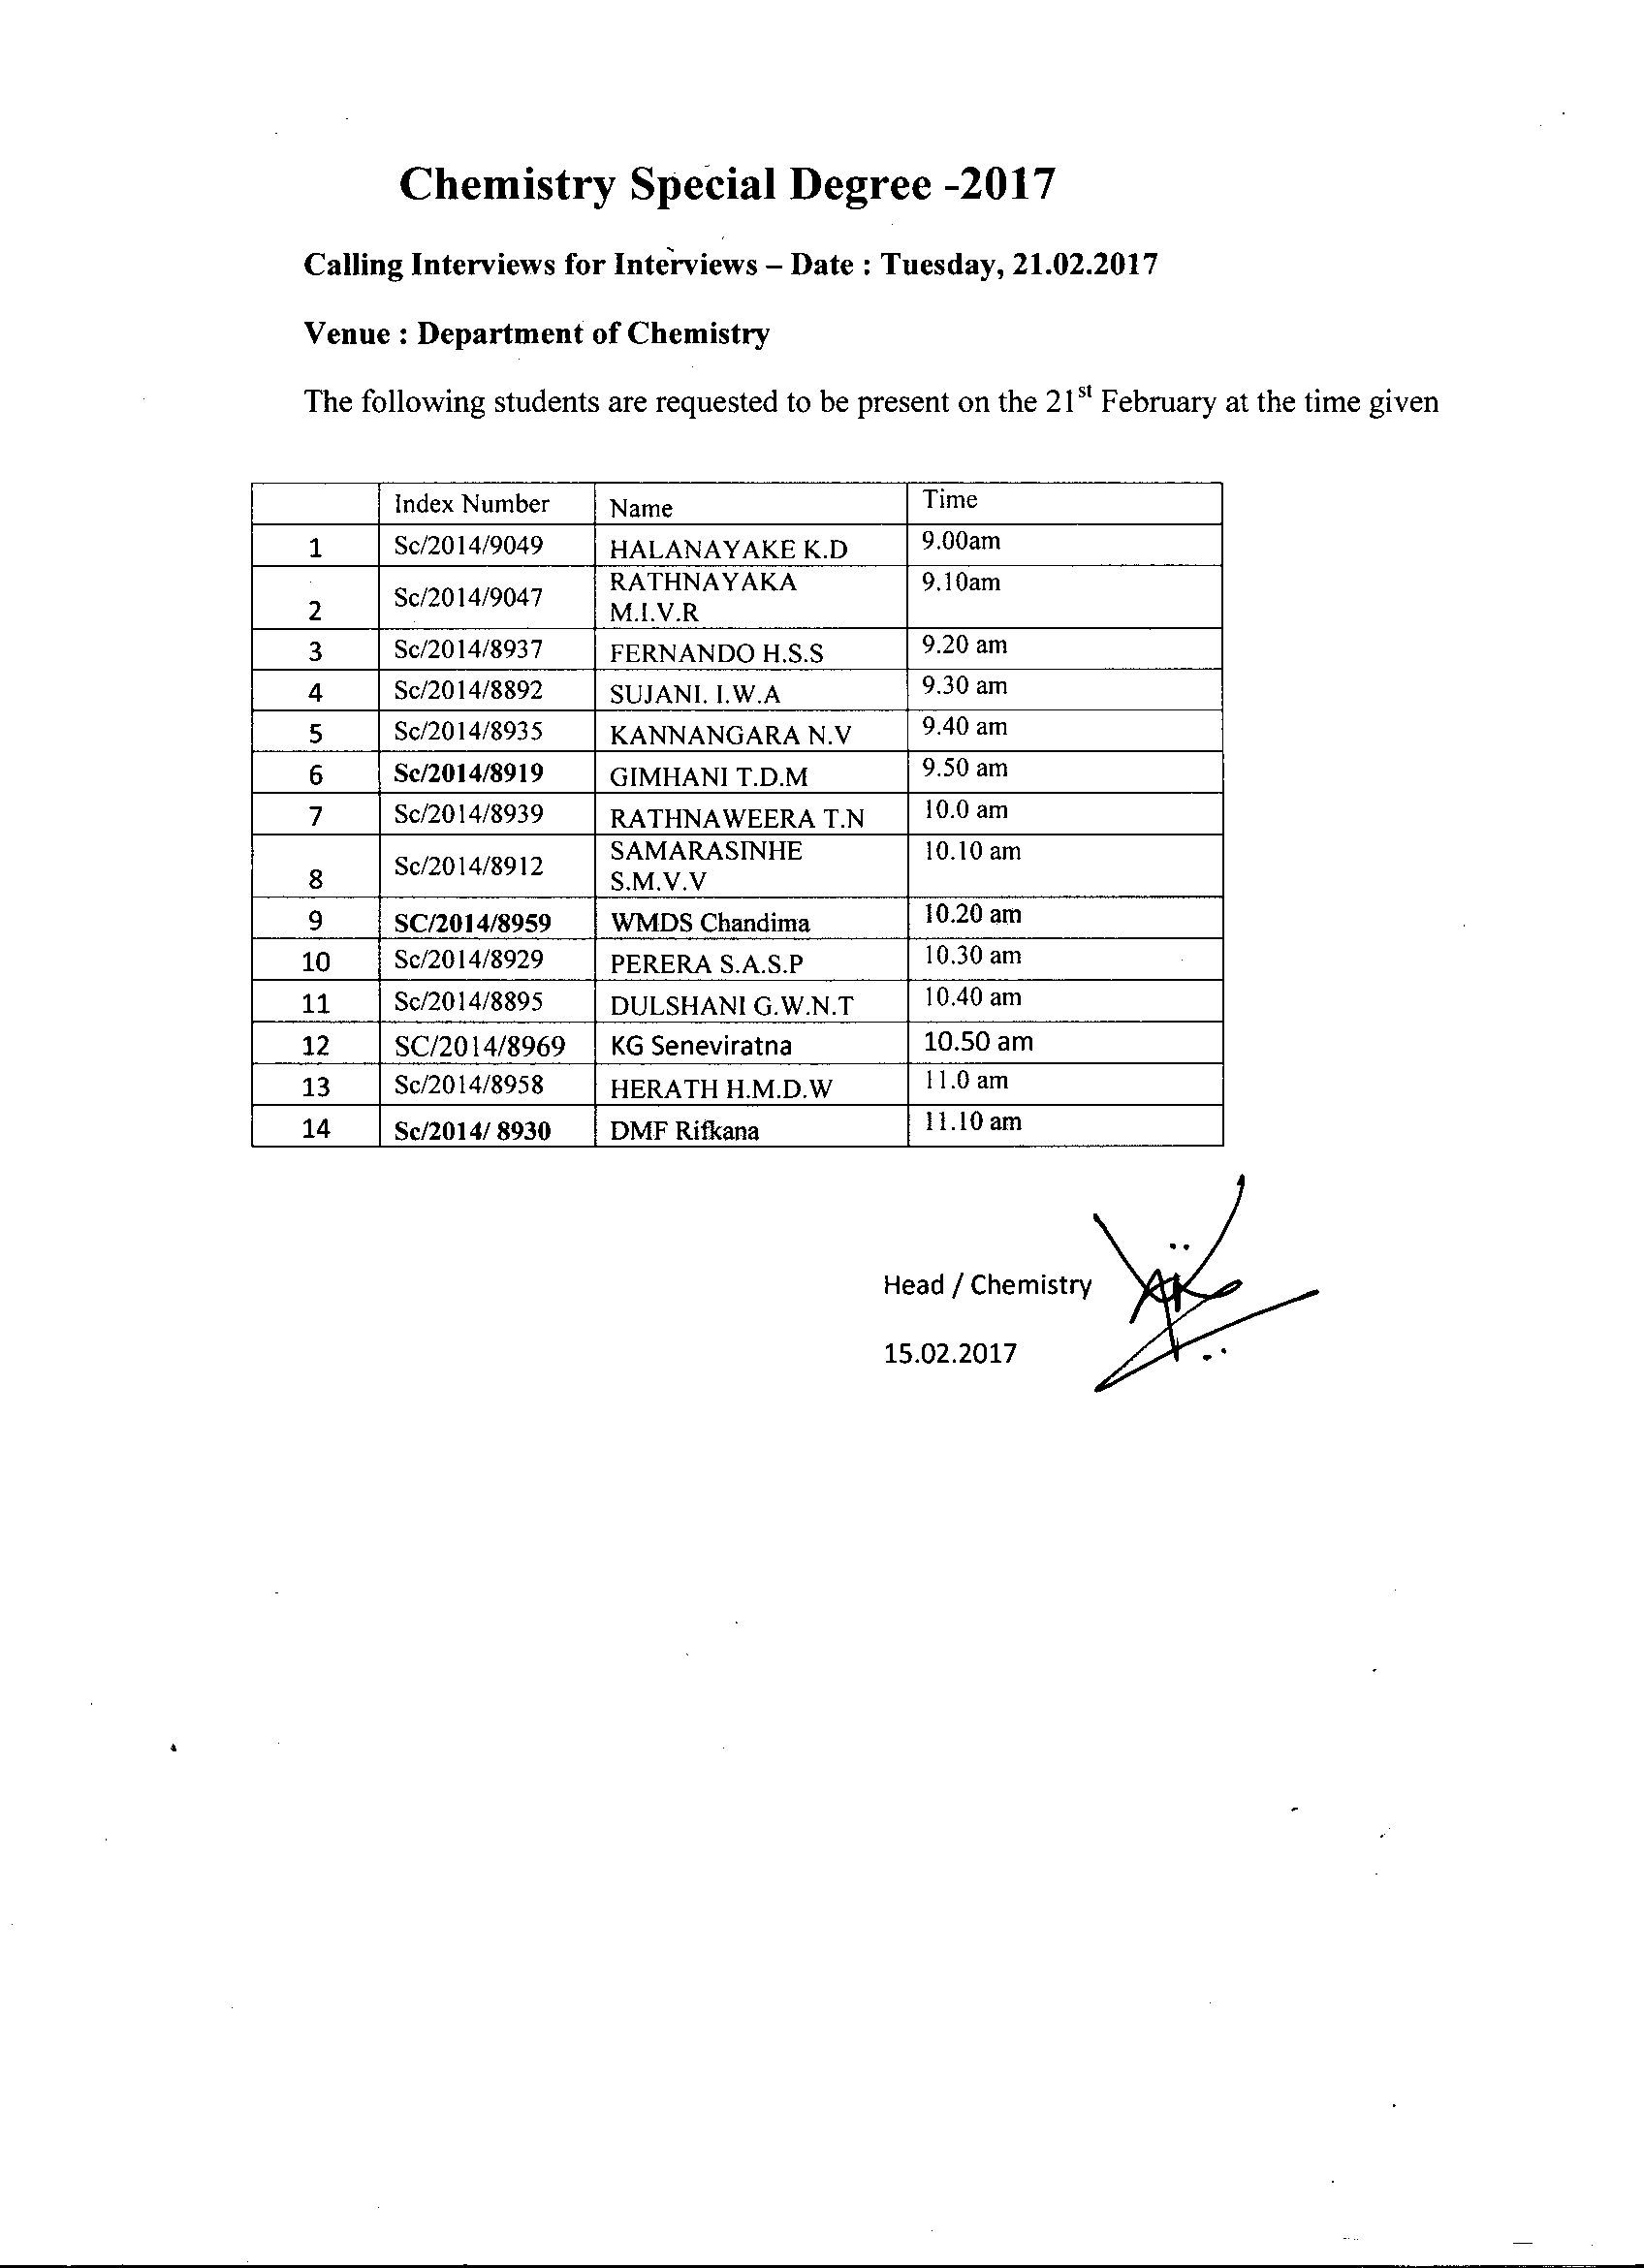 Chemistry Special Degree -2017
Calling Interviews for Interviews – Date : Tuesday, 21.02.2017
Venue : Department of Chemistry
The following students are requested to be present on the 21st February at the time given
Index Number Name Time
1 Sc/2014/9049 HALANAYAKE K.D 9.00am
2 Sc/2014/9047 RATHNAYAKA M.I.V.R 9.10am
3 Sc/2014/8937 FERNANDO H.S.S 9.20 am
4 Sc/2014/8892 SUJANI. I.W.A 9.30 am
5 Sc/2014/8935 KANNANGARA N.V 9.40 am
6 Sc/2014/8919 GIMHANI T.D.M 9.50 am
7 Sc/2014/8939 RATHNAWEERA T.N 10.0 am
8 Sc/2014/8912 SAMARASINHE S.M.V.V 10.10 am
9 SC/2014/8959 WMDS Chandima 10.20 am
10 Sc/2014/8929 PERERA S.A.S.P 10.30 am
11 Sc/2014/8895 DULSHANI G.W.N.T 10.40 am
12 SC/2014/8969 KG Seneviratna 10.50 am
13 Sc/2014/8958 HERATH H.M.D.W 11.0 am
14 Sc/2014/ 8930 DMF Rifkana 11.10 am
Head / Chemistry
15.02.2017